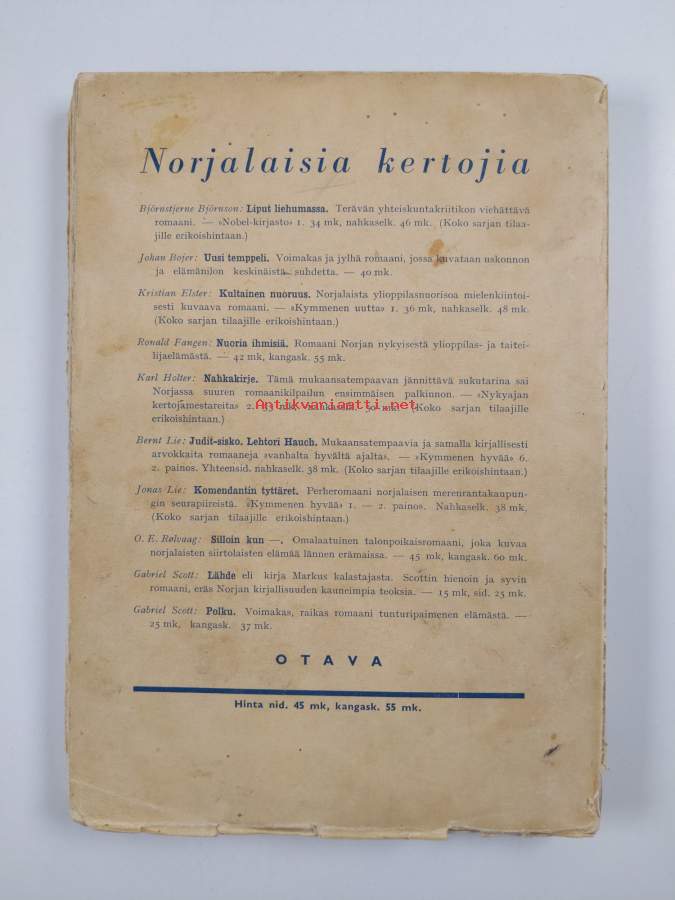 Norjalaisia kertojia
Björnstjerne Björnson: Liput liehumassa. Terävän yhteiskuntakriitikon viehättävä
romaani. — »Nobel-kirjasto» 1. 34 mk, nahkaselk. 46 mk. (Koko sarjan tilaa-
jille erikoishintaan.)
Johan Bojer: Uusi temppeli. Voimakas ja jylhä romaani, jossa kuvataan uskonnon
ja elämänilon keskinäistä suhdetta. — 40 mk.
Kristian Elster: Kultainen nuoruus. Norjalaista ylioppilasnuorisoa mielenkiintoi-
sesti kuvaava romaani. — »Kymmenen uutta» 1. 36 mk, nahkaselk. 48 mk.
(Koko sarjan tilaajille erikoishintaan.)
Ronald Fangen: Nuoria ihmisiä. Romaani Norjan nykyisestä ylioppilas- ja taitei-
lijaelämästä. — 42 mk, kangask. 55 mk.
Karl Holter: Nahkakirje. Tämä mukaansatempaavan jännittävä sukutarina sai
Norjassa suuren romaanikilpailun ensimmäisen palkinnon. — »Nykyajan
kertojamestareita» 2. mk, nahkaselk. 50 mk. (Koko sarjan tilaajille
Antikvariaatti.net
erikoishintaan.)
Bernt Lie: Judit-sisko. Lehtori Hauch. Mukaansatempaavia ja samalla kirjallisesti
arvokkaita romaaneja »vanhalta hyvältä ajalta». — »Kymmenen hyvää» 6.
2. painos. Yhteensid. nahkaselk. 38 mk. (Koko sarjan tilaajille erikoishintaan.)
Jonas Lie: Komendantin tyttäret. Perheromaani norjalaisen merenrantakaupun-
gin seurapiireistä. »Kymmenen hyvää» 1. — 2. painos. Nahkaselk. 38 mk.
(Koko sarjan tilaajille erikoishintaan.)
O. E. Rølvaag: Silloin kun —. Omalaatuinen talonpoikaisromaani, joka kuvaa
norjalaisten siirtolaisten elämää lännen erämaissa. — 45 mk, kangask. 60 mk.
Gabriel Scott: Lähde eli kirja Markus kalastajasta. Scottin hienoin ja syvin
romaani, eräs Norjan kirjallisuuden kauneimpia teoksia. — 15 mk, sid. 25 mk.
Gabriel Scott: Polku. Voimakas, raikas romaani tunturipaimenen elämästä. —
25 mk, kangask. 37 mk.
OTAVA
Hinta nid. 45 mk, kangask. 55 mk.